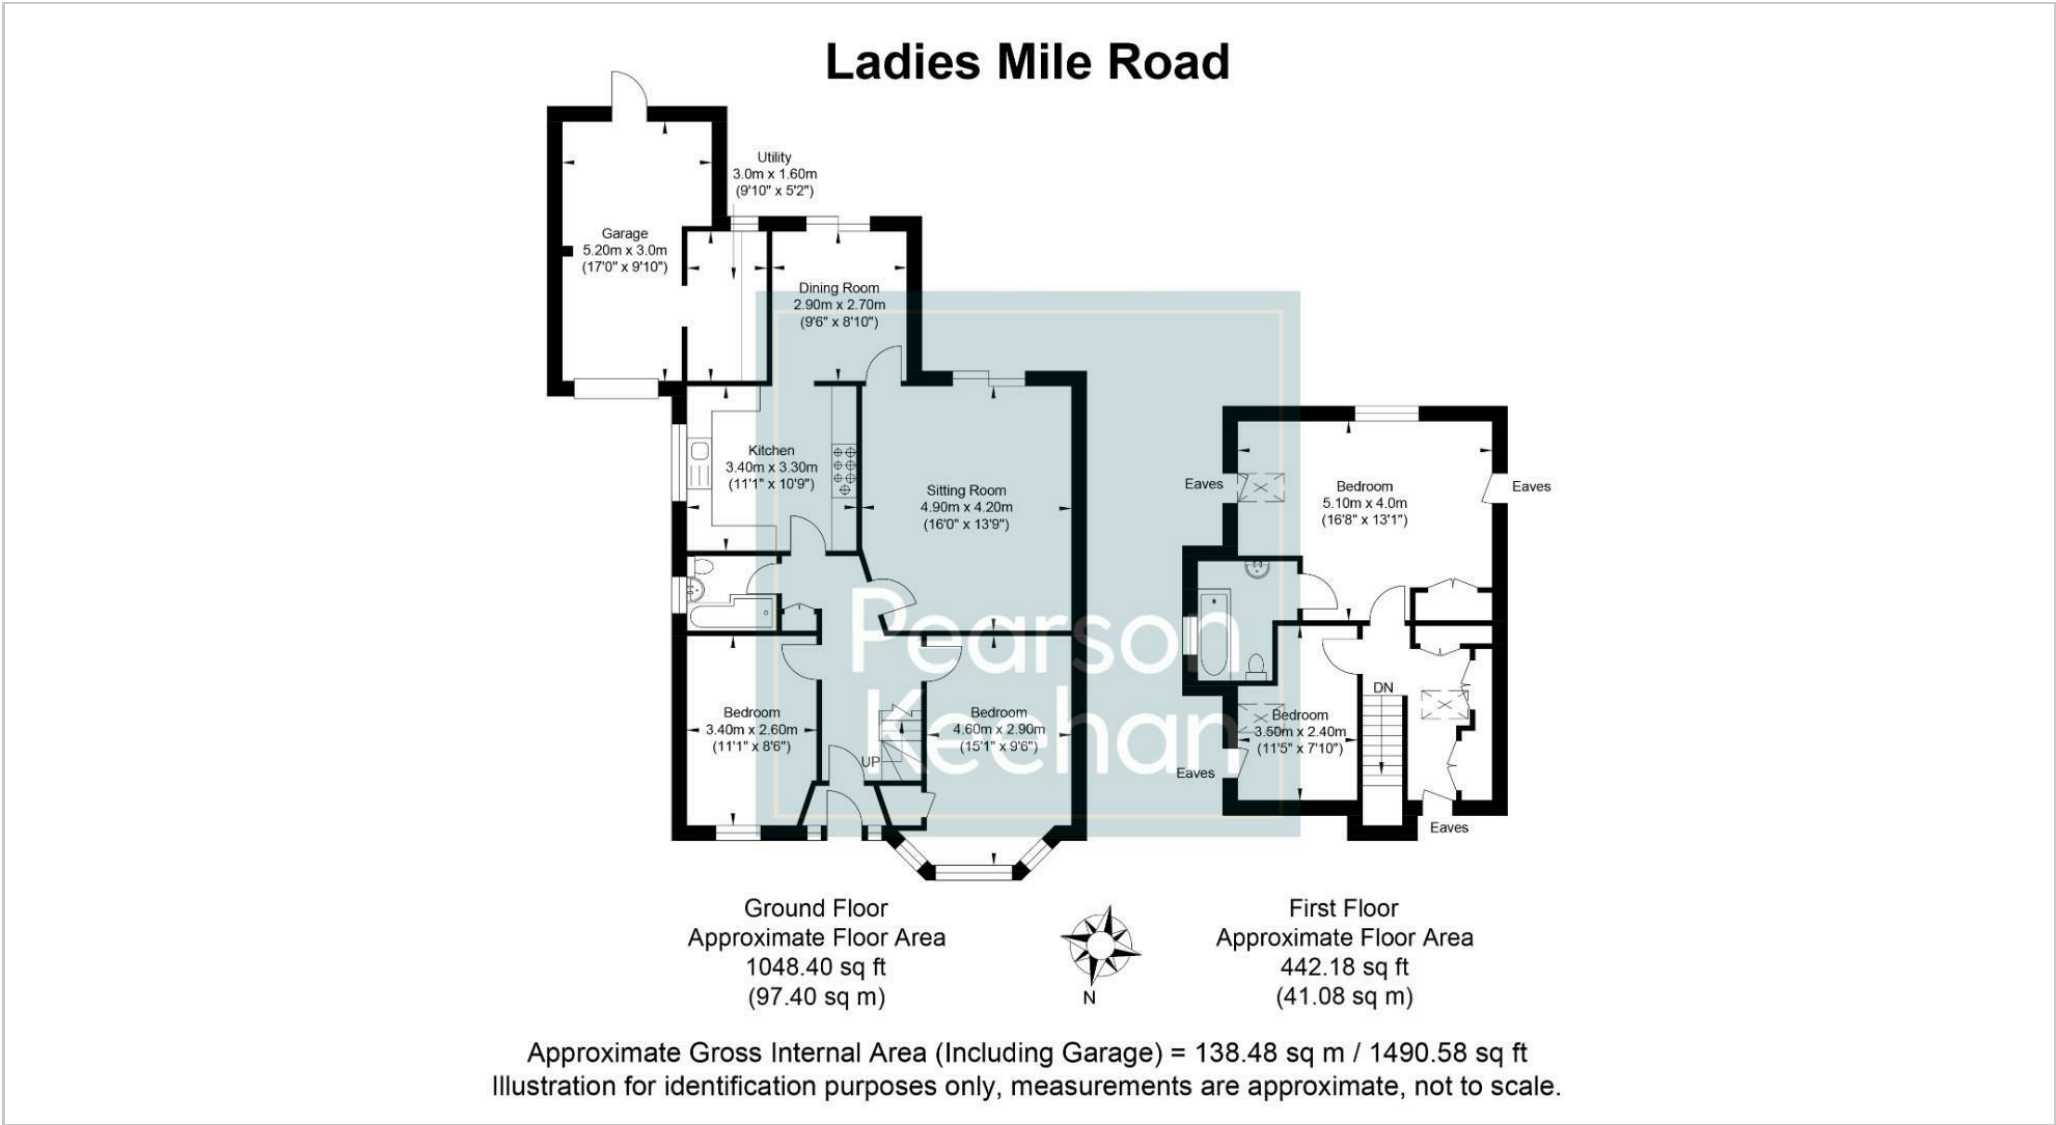 Ladies Mile Road
Utility
3.0m x 1.60m
(9'10" x 5'2")
Garage
5.20m x 3.0m
(17'0" x 9'10")
Dining Room
2.90m x 2.70m
(9'6" x 8'10")
Kitchen
3.40m x 3.30m
(11'1" x 10'9")
Sitting Room
4.90m x 4.20m
(16'0" x 13'9")
Bedroom
3.40m x 2.60m
(11'1" x 8'6")
Bedroom
4.60m x 2.90m
(15'1" x 9'6")
UP
Pearson
Keehan
Eaves
Bedroom
5.10m x 4.0m
(16'8" x 13'1")
Eaves
DN
Bedroom
3.50m x 2.40m
(11'5" x 7'10")
Eaves
Eaves
Ground Floor
Approximate Floor Area
1048.40 sq ft
(97.40 sq m)
N
First Floor
Approximate Floor Area
442.18 sq ft
(41.08 sq m)
Approximate Gross Internal Area (Including Garage) = 138.48 sq m / 1490.58 sq ft
Illustration for identification purposes only, measurements are approximate, not to scale.